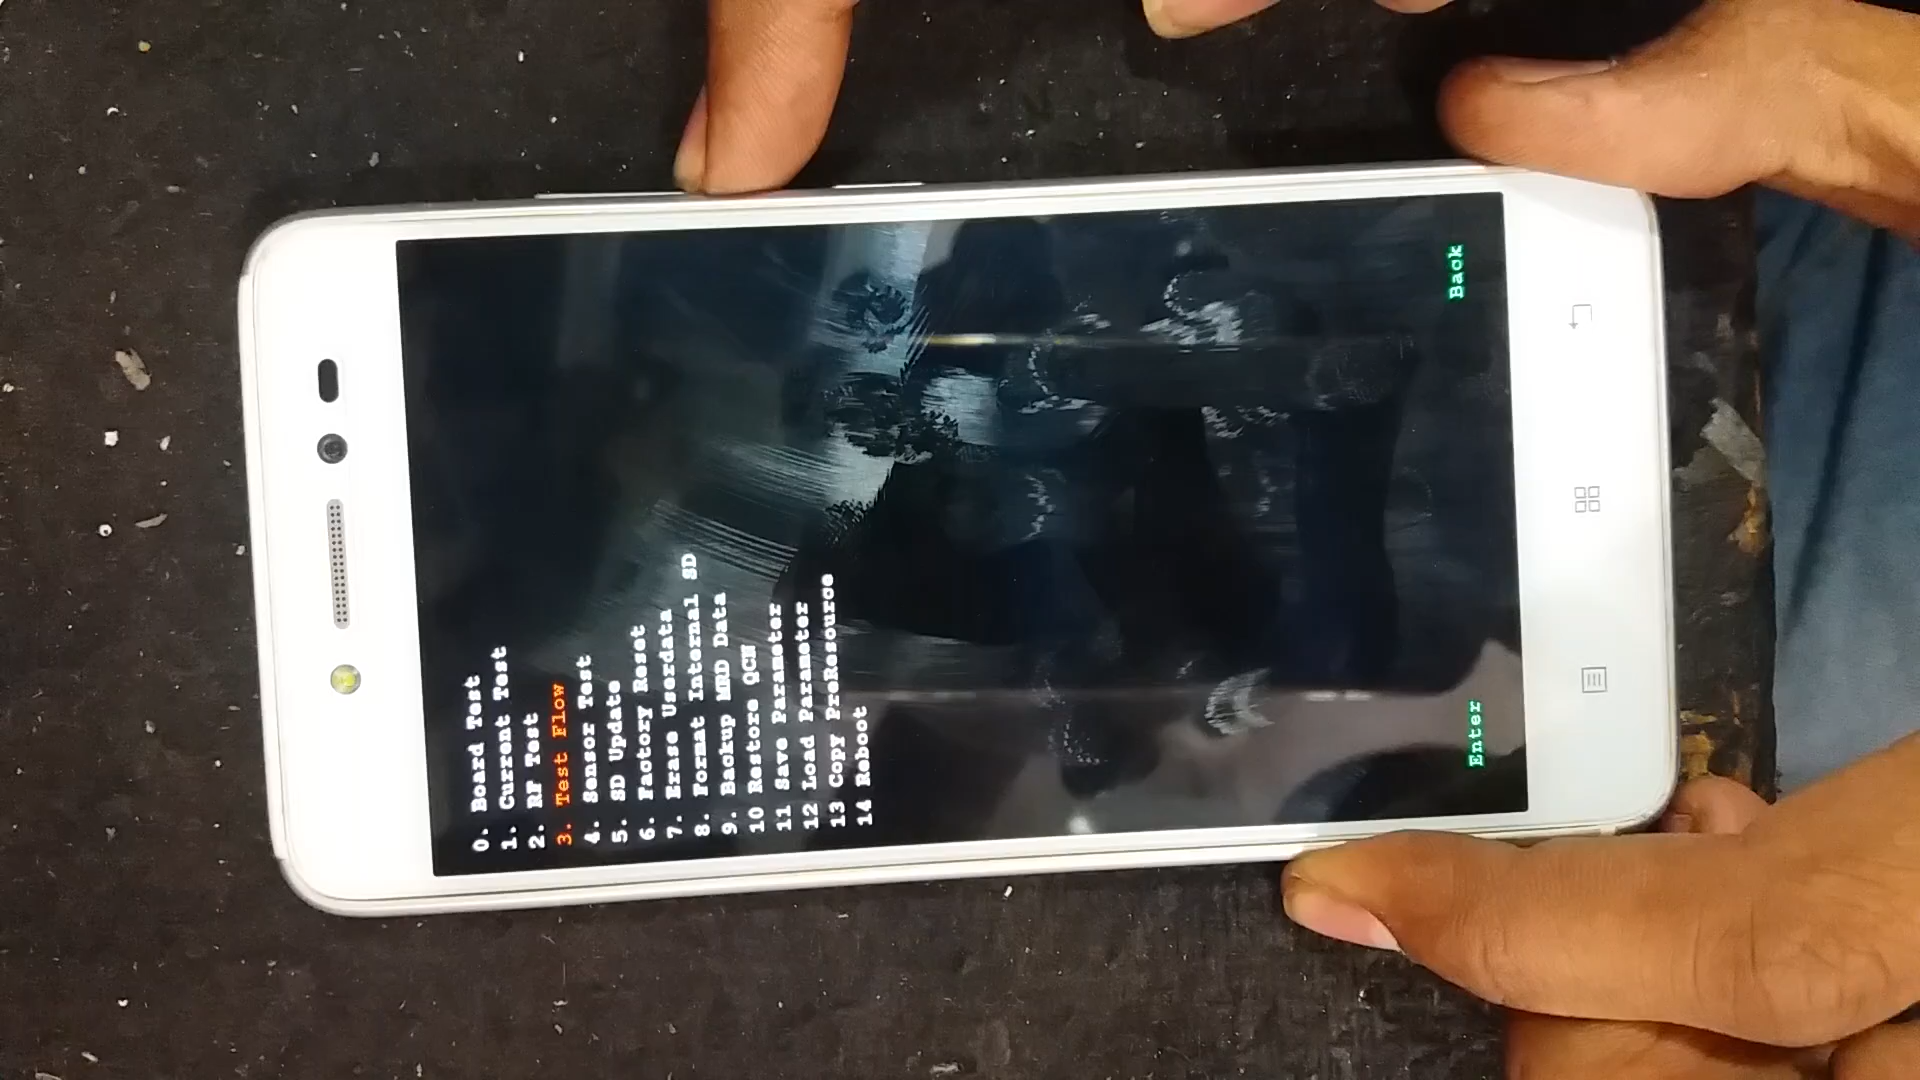 0. Board Test
1. Current Test
2. RF Test
3. Test Flow
4. Sensor Test
5. SD Update
6. Factory Reset
7. Erase Userdata
8. Format Internal SD
9. Backup MRD Data
10 Restore QCN
11 Save Parameter
12 Load Parameter
13 Copy PreResource
14 Reboot
Enter
Back